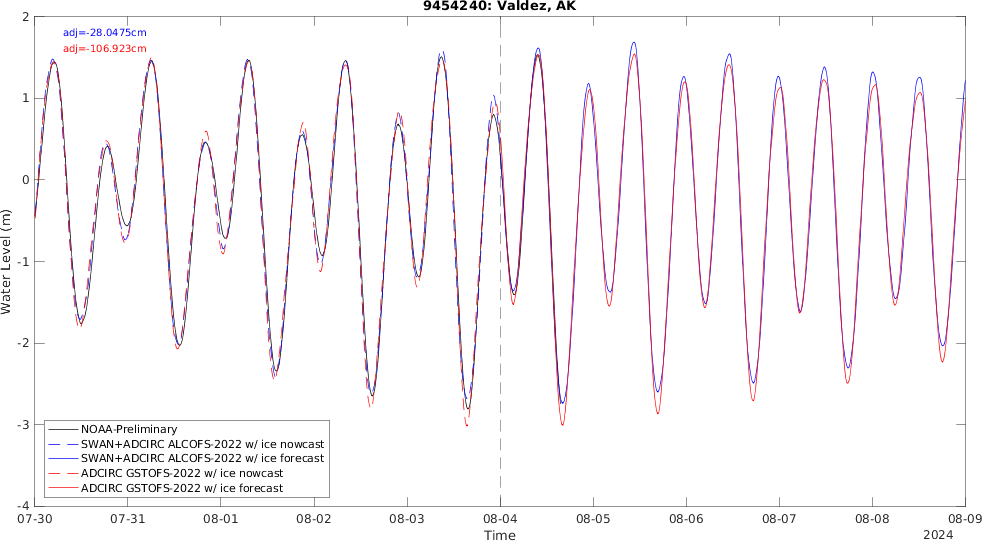 9454240: Valdez, AK
adj=-28.0475cm
adj=-106.923cm
2
1
0
-1
-2
-3
-4
Water Level (m)
NOAA-Preliminary
SWAN+ADCIRC ALCOFS-2022 w/ ice nowcast
SWAN+ADCIRC ALCOFS-2022 w/ ice forecast
ADCIRC GSTOFS-2022 w/ ice nowcast
ADCIRC GSTOFS-2022 w/ ice forecast
07-30 07-31 08-01 08-02 08-03 08-04 08-05 08-06 08-07 08-08 08-09
Time
2024